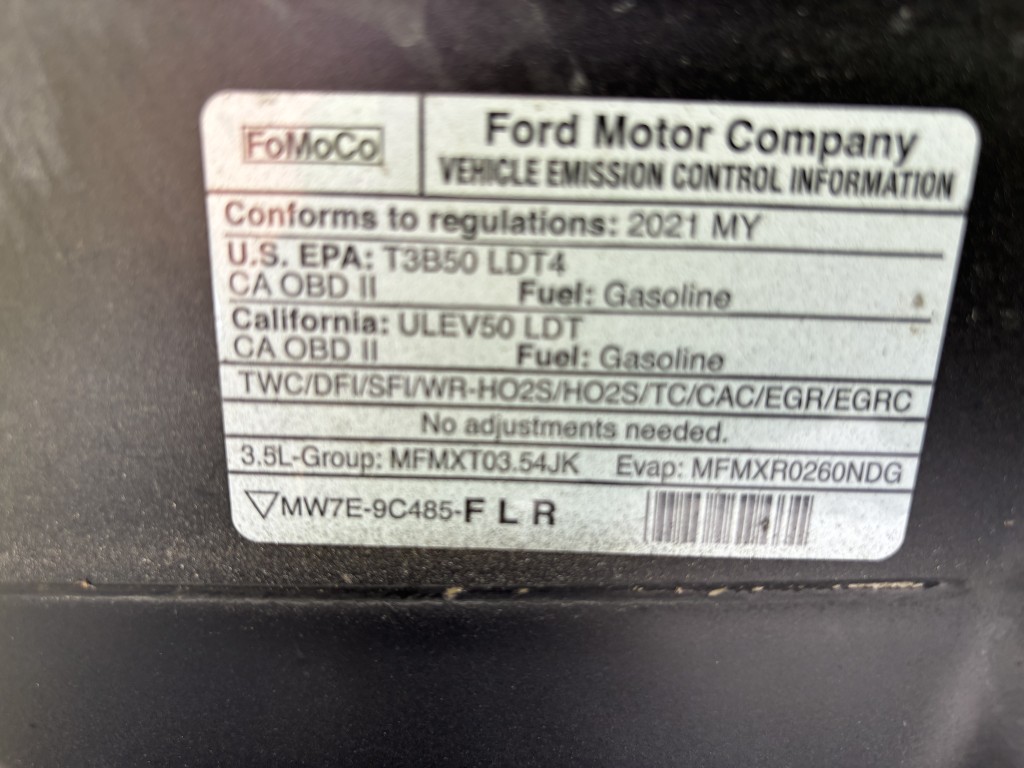 FoMoCo
Ford Motor Company
VEHICLE EMISSION CONTROL INFORMATION
Conforms to regulations: 2021 MY
U.S. EPA: T3B50 LDT4
CA OBD II Fuel: Gasoline
California: ULEV50 LDT
CA OBD II Fuel: Gasoline
TWC/DFI/SFI/WR-HO2S/HO2S/TC/CAC/EGR/EGRC
No adjustments needed.
3.5L-Group: MFMXT03.54JK Evap: MFMXR0260NDG
MW7E-9C485-F L R